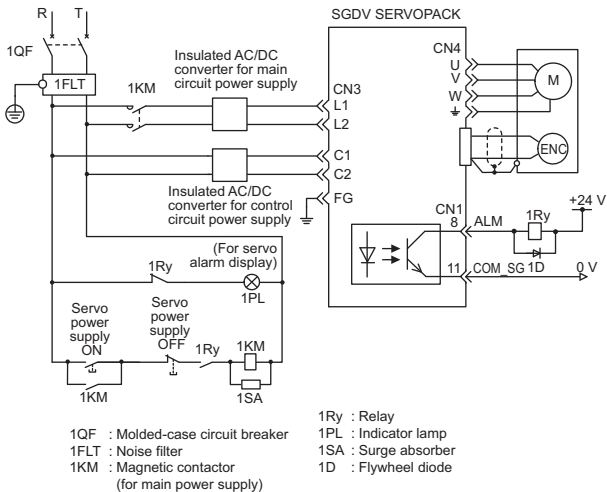 R T
SGDV SERVOPACK
1QF
1FLT
1KM
Insulated AC/DC
converter for main
circuit power supply
CN3
L1
L2
C1
C2
FG
Insulated AC/DC
converter for control
circuit power supply
CN4
U
V
W
M
ENC
CN1
8
ALM
1Ry
+24 V
11
COM_SG
1D
0 V
(For servo
alarm display)
1Ry
1PL
Servo
power
supply
ON
Servo
power
supply
OFF
1Ry
1KM
1KM
1SA
1QF : Molded-case circuit breaker
1FLT : Noise filter
1KM : Magnetic contactor
(for main power supply)
1Ry : Relay
1PL : Indicator lamp
1SA : Surge absorber
1D : Flywheel diode